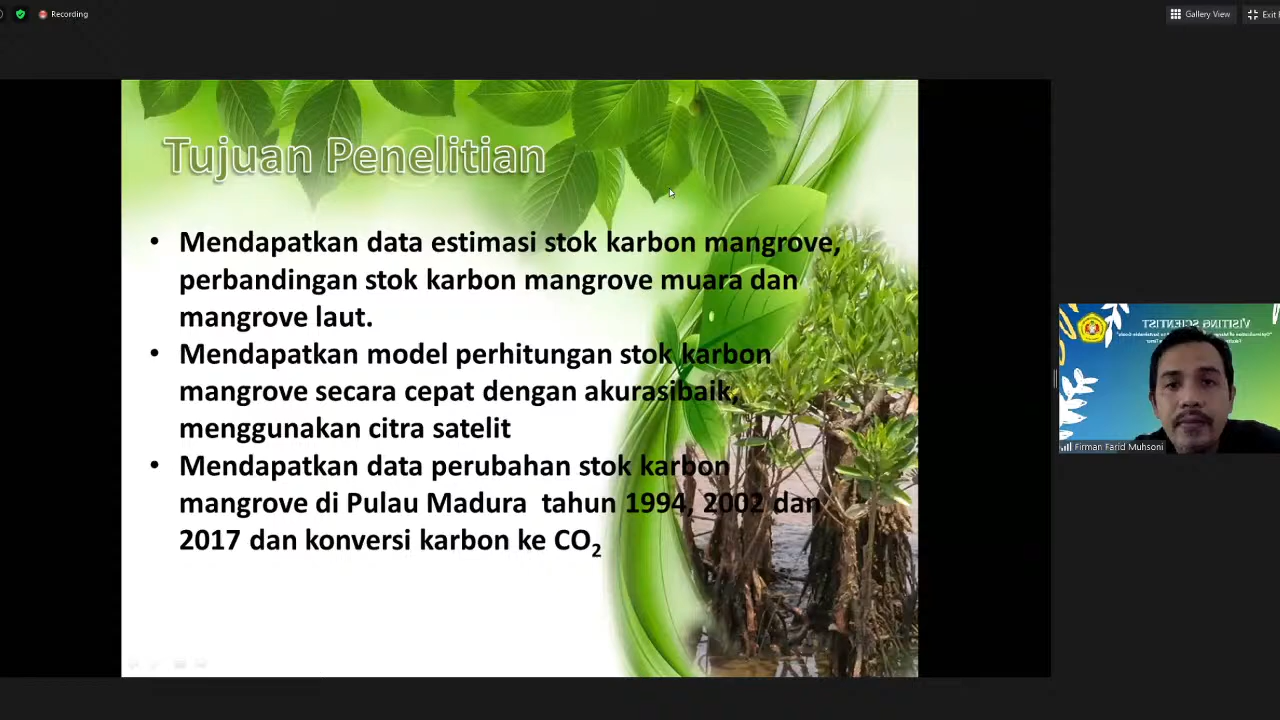 Recording
Gallery View
Exit
Tujuan Penelitian
• Mendapatkan data estimasi stok karbon mangrove,
perbandingan stok karbon mangrove muara dan
mangrove laut.
• Mendapatkan model perhitungan stok karbon
mangrove secara cepat dengan akurasibaik,
menggunakan citra satelit
• Mendapatkan data perubahan stok karbon
mangrove di Pulau Madura tahun 1994, 2002 dan
2017 dan konversi karbon ke CO₂
VISITING SCIENTIST
Firman Farid Muhsoni